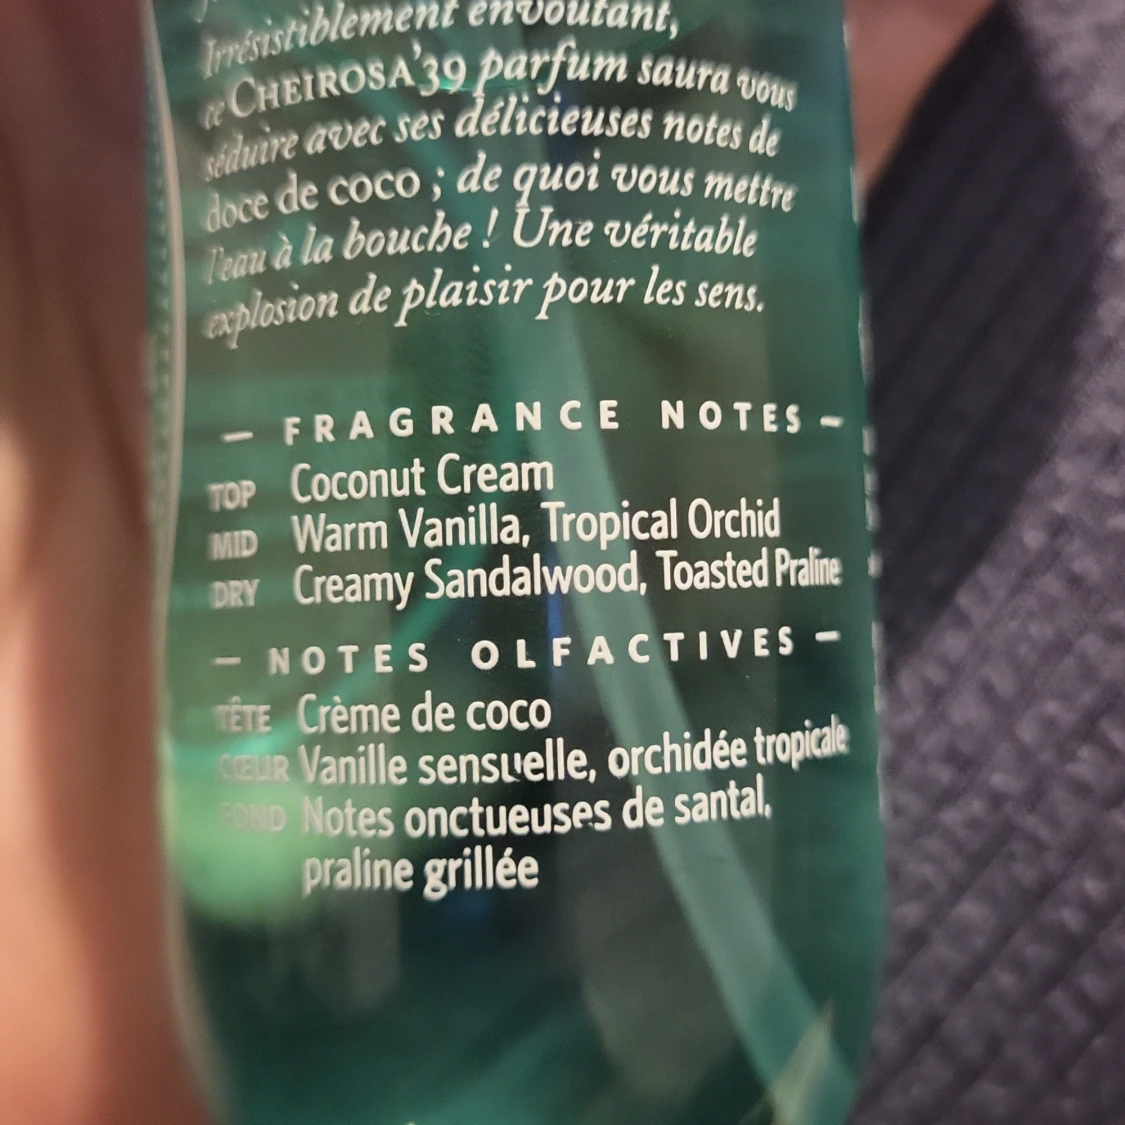 Irrésistiblement envoûtant,
ce CHEIROSA'39 parfum saura vous
séduire avec ses délicieuses notes de
doce de coco ; de quoi vous mettre
l'eau à la bouche ! Une véritable
explosion de plaisir pour les sens.
— FRAGRANCE NOTES —
TOP Coconut Cream
MID Warm Vanilla, Tropical Orchid
DRY Creamy Sandalwood, Toasted Praline
— NOTES OLFACTIVES —
TÊTE Crème de coco
CŒUR Vanille sensuelle, orchidée tropicale
FOND Notes onctueuses de santal,
praline grillée